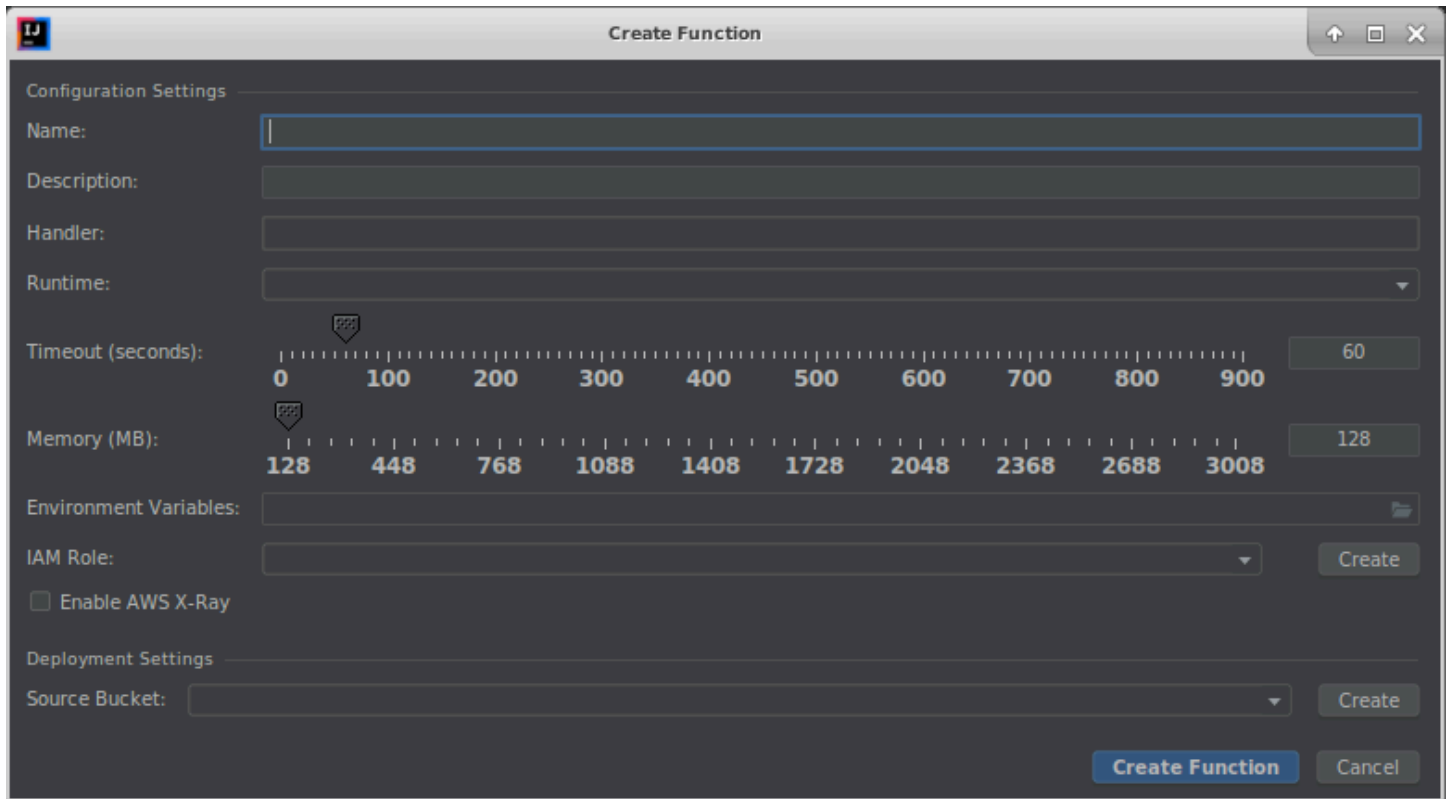 IJ
Create Function
Configuration Settings
Name:
Description:
Handler:
Runtime:
Timeout (seconds):
60
0 100 200 300 400 500 600 700 800 900
Memory (MB):
128
128 448 768 1088 1408 1728 2048 2368 2688 3008
Environment Variables:
IAM Role:
Create
Enable AWS X-Ray
Deployment Settings
Source Bucket:
Create
Create Function Cancel